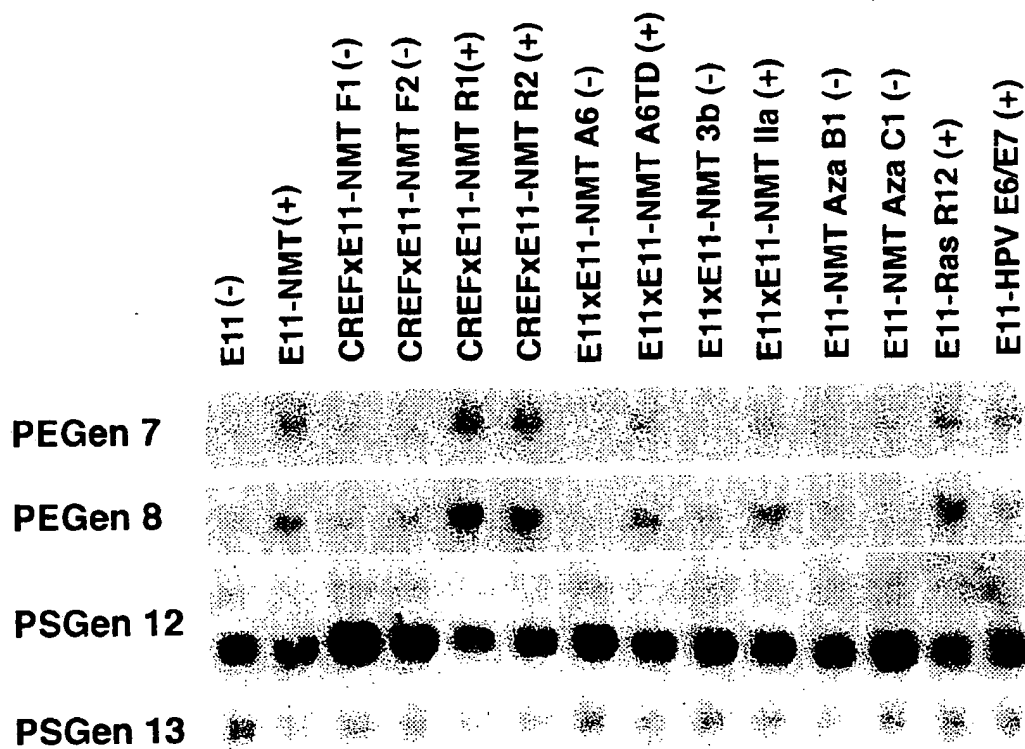 E11 (-)
E11-NMT (+)
CREFxE11-NMT F1 (-)
CREFxE11-NMT F2 (-)
CREFxE11-NMT R1(+)
CREFxE11-NMT R2 (+)
E11xE11-NMT A6 (-)
E11xE11-NMT A6TD (+)
E11xE11-NMT 3b (-)
E11xE11-NMT IIa (+)
E11-NMT Aza B1 (-)
E11-NMT Aza C1 (-)
E11-Ras R12 (+)
E11-HPV E6/E7 (+)
PEGen 7
PEGen 8
PSGen 12
PSGen 13